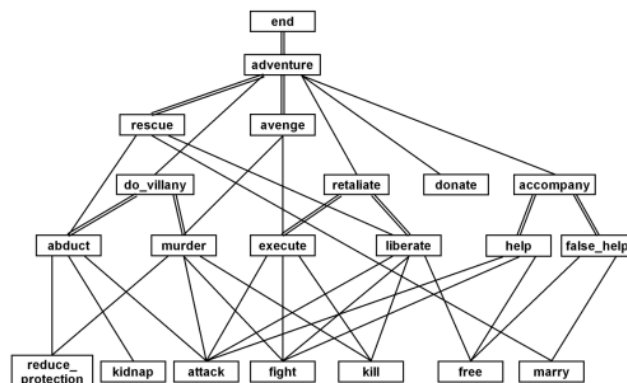 end
adventure
rescue
avenge
do_villany
retaliate
donate
accompany
abduct
murder
execute
liberate
help
false_help
reduce_
protection
kidnap
attack
fight
kill
free
marry